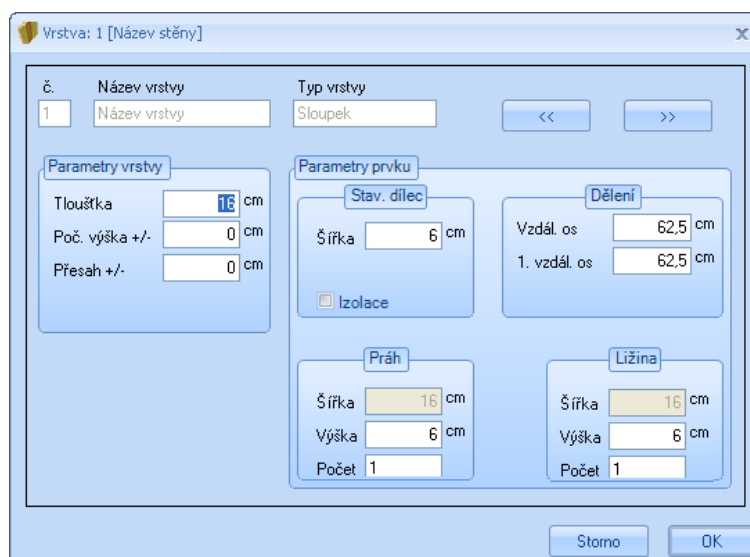 Vrstva: 1 [Název stěny]
x
č. Název vrstvy Typ vrstvy
1 Název vrstvy Sloupek << >>
Parametry vrstvy
Tloušťka 16 cm
Poč. výška +/- 0 cm
Přesah +/- 0 cm
Parametry prvku
Stav. dílec
Šířka 6 cm
Izolace
Dělení
Vzdál. os 62,5 cm
1. vzdál. os 62,5 cm
Práh
Šířka 16 cm
Výška 6 cm
Počet 1
Ližina
Šířka 16 cm
Výška 6 cm
Počet 1
Storno OK